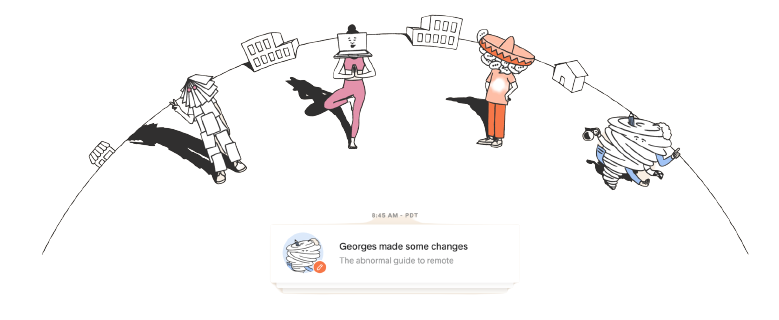 8:45 AM - PDT
Georges made some changes
The abnormal guide to remote